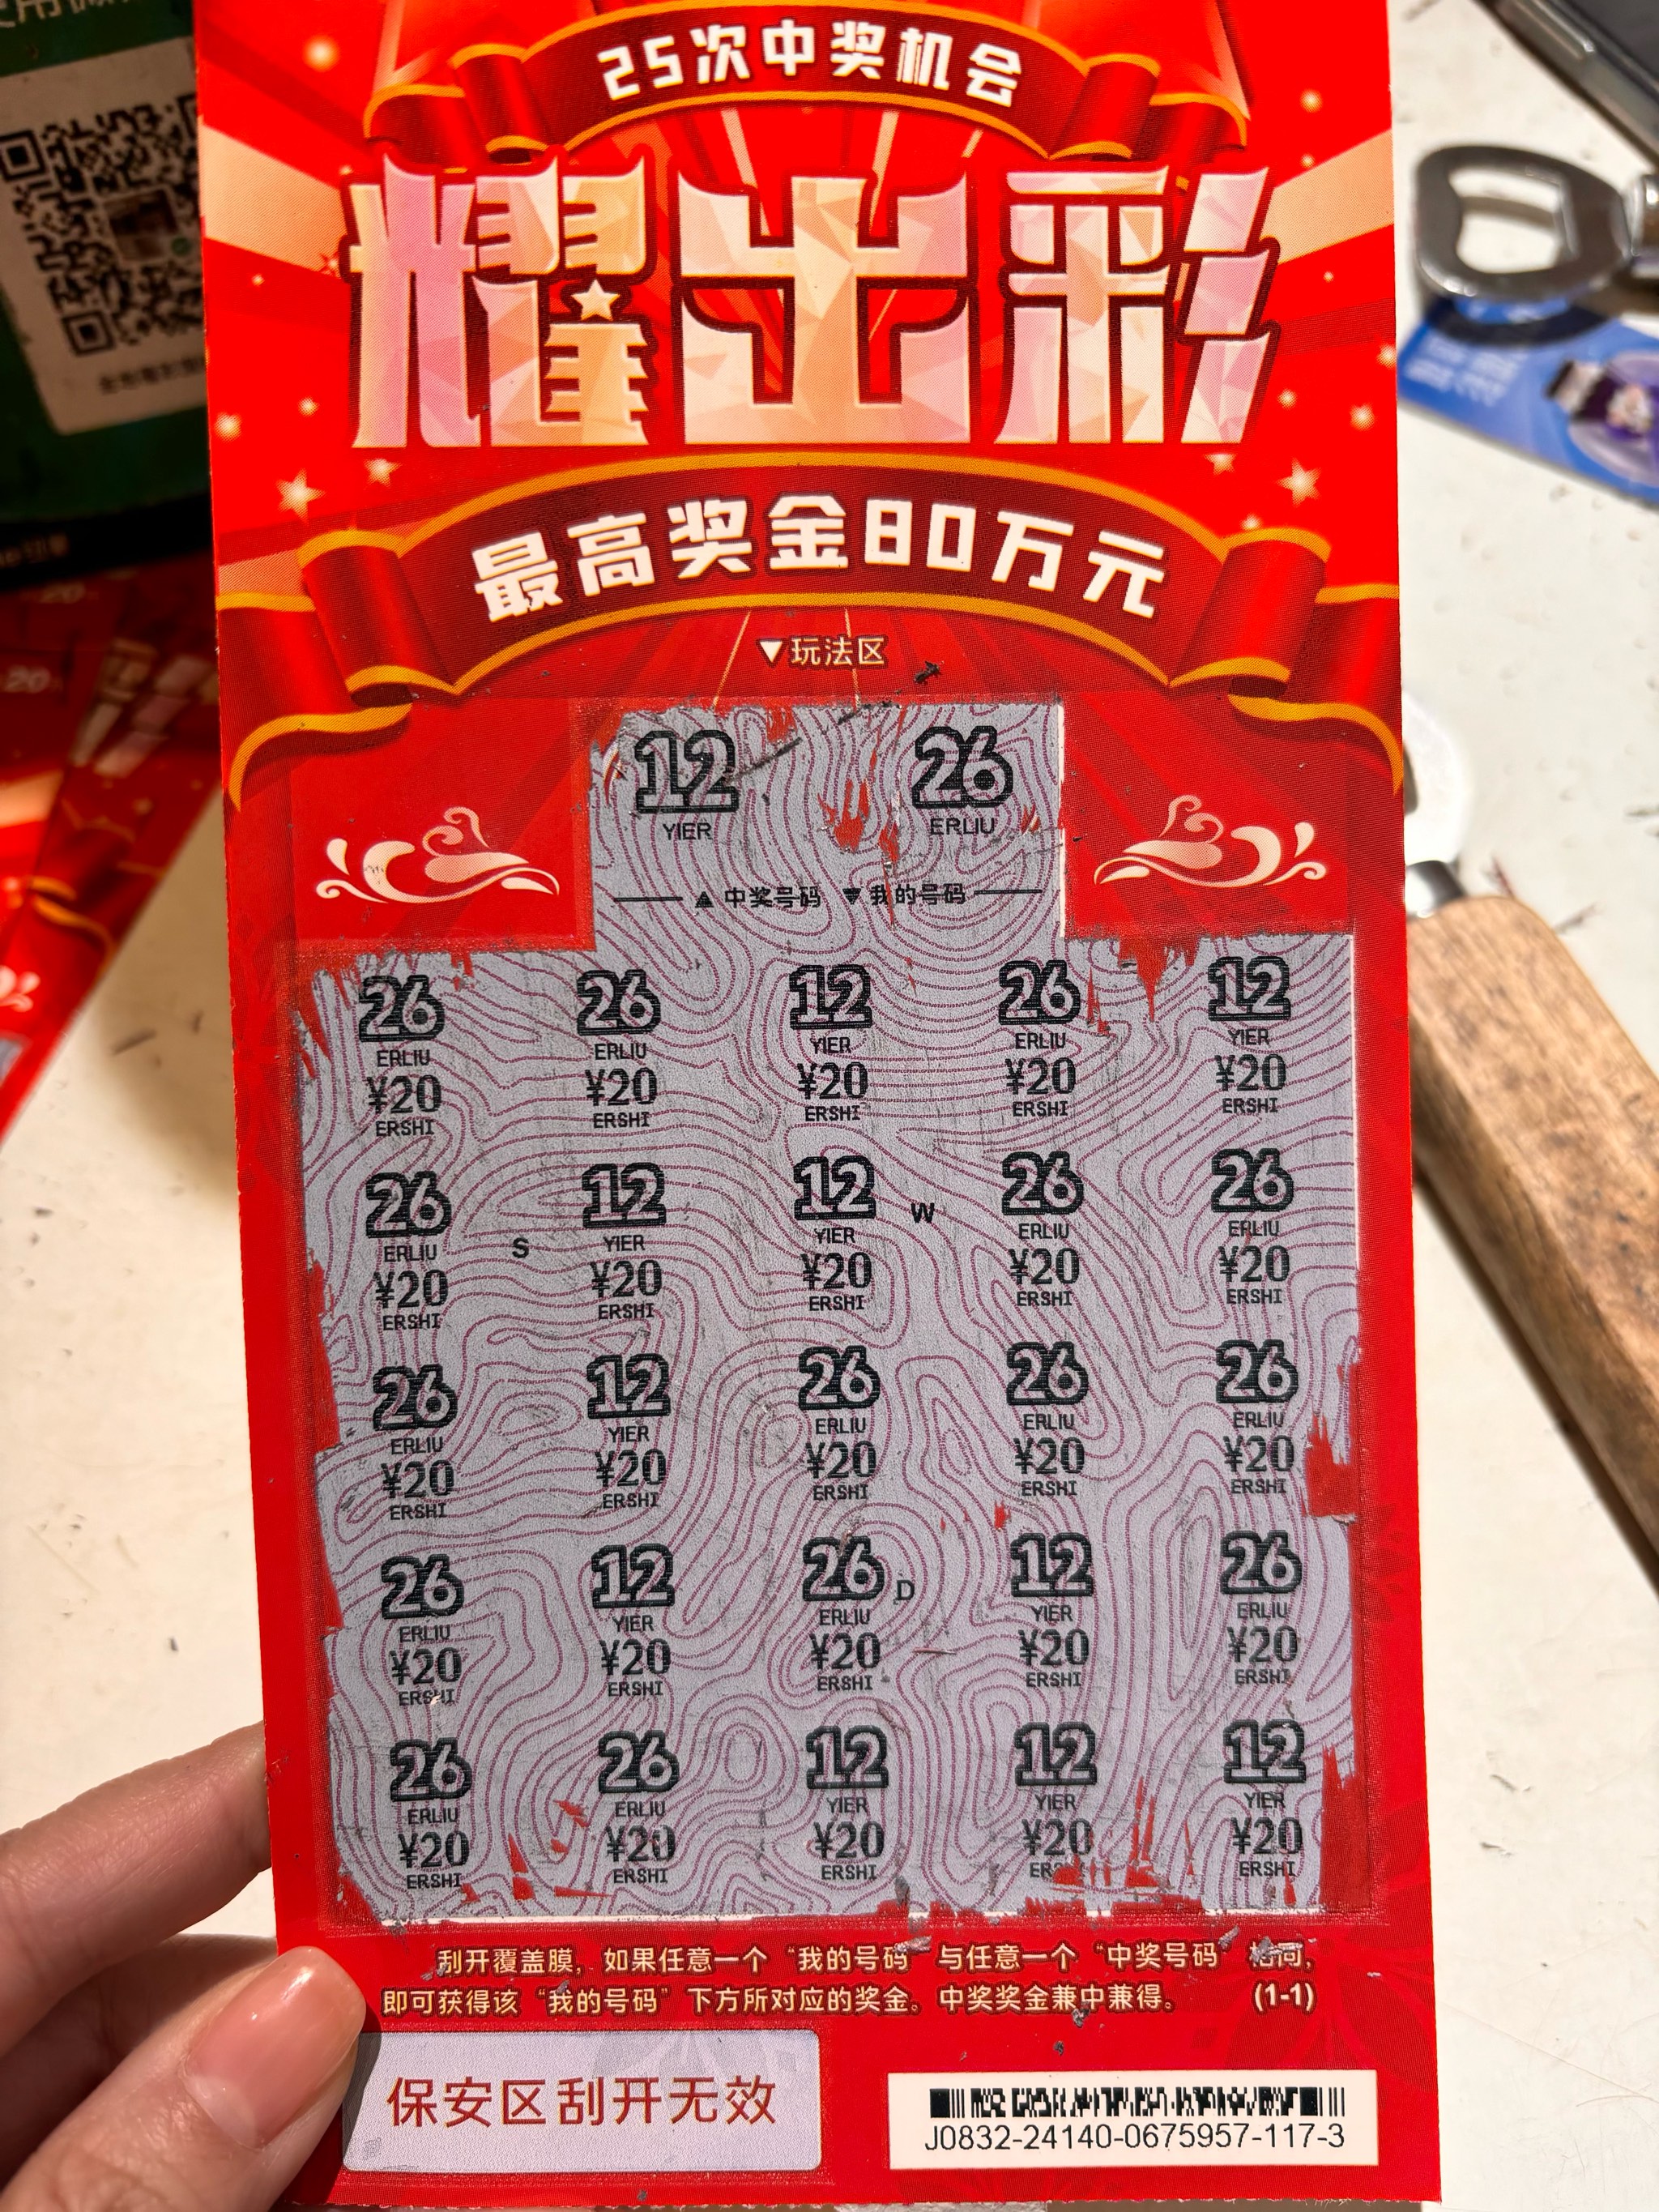 25次中奖机会
耀出彩
最高奖金80万元
▼玩法区
12 26
YIER ERLIU
▲ 中奖号码 ▼ 我的号码
26 26 12 26 12
ERLIU ERLIU YIER ERLIU YIER
¥20 ¥20 ¥20 ¥20 ¥20
ERSHI ERSHI ERSHI ERSHI ERSHI
26 12 12 26 26
ERLIU S YIER YIER W ERLIU ERLIU
¥20 ¥20 ¥20 ¥20 ¥20
ERSHI ERSHI ERSHI ERSHI ERSHI
26 12 26 26 26
ERLIU YIER ERLIU ERLIU ERLIU
¥20 ¥20 ¥20 ¥20 ¥20
ERSHI ERSHI ERSHI ERSHI ERSHI
26 12 26 12 26
ERLIU YIER ERLIU D YIER ERLIU
¥20 ¥20 ¥20 ¥20 ¥20
ERSHI ERSHI ERSHI ERSHI ERSHI
26 26 12 12 12
ERLIU ERLIU YIER YIER YIER
¥20 ¥20 ¥20 ¥20 ¥20
ERSHI ERSHI ERSHI ERSHI ERSHI
刮开覆盖膜，如果任意一个“我的号码”与任意一个“中奖号码”相同，
即可获得该“我的号码”下方所对应的奖金。中奖奖金兼中兼得。 (1-1)
保安区刮开无效
J0832-24140-0675957-117-3
20
20